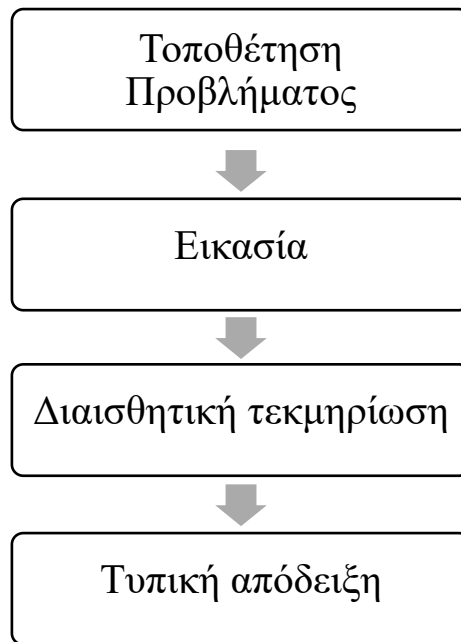 Τοποθέτηση
Προβλήματος
Εικασία
Διαισθητική τεκμηρίωση
Τυπική απόδειξη